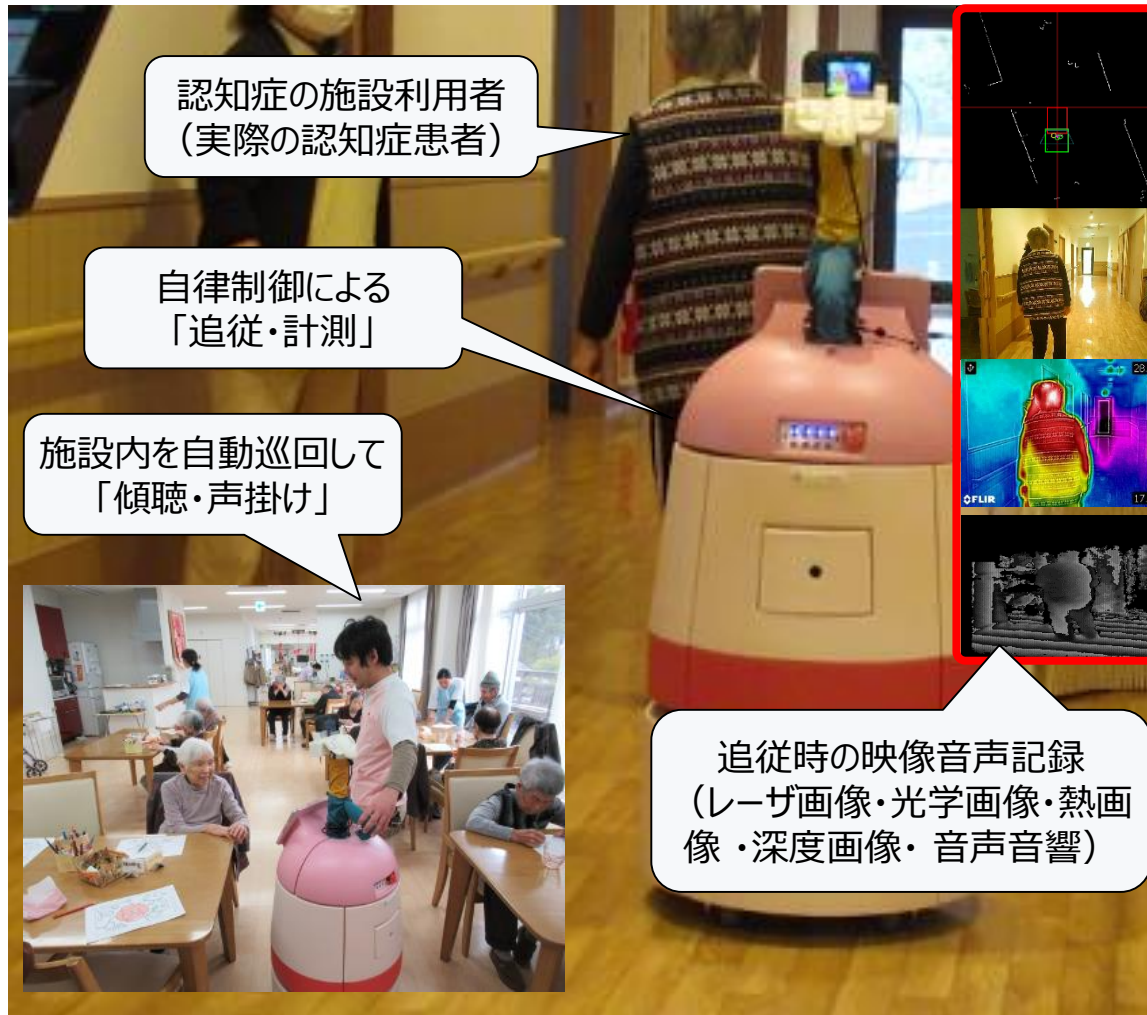 認知症の施設利用者
（実際の認知症患者）
自律制御による
「追従・計測」
施設内を自動巡回して
「傾聴・声掛け」
28.
◇FLIR
17.
追従時の映像音声記録
（レーザ画像・光学画像・熱画
像 ・深度画像・ 音声音響）